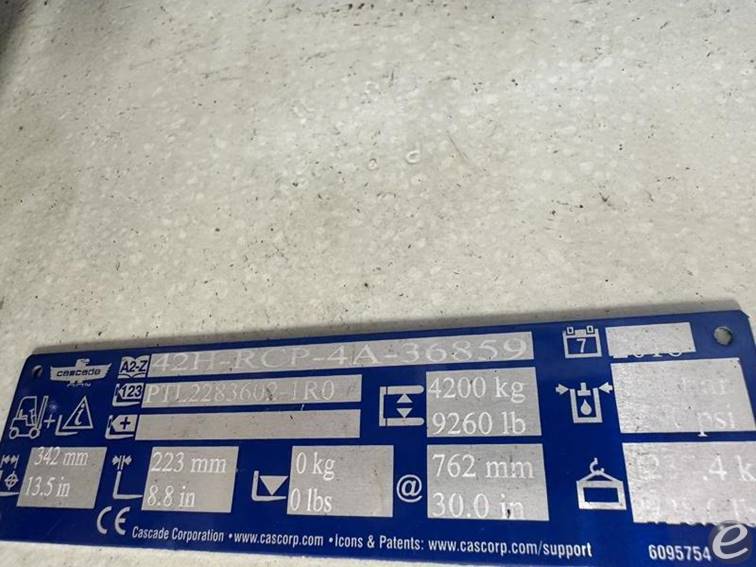 cascade
A2-Z
42H-RCP-4A-36859
7
123
4200 kg
9260 lb
psi
342 mm
13.5 in
223 mm
8.8 in
0 kg
0 lbs
@
762 mm
30.0 in
CE
Cascade Corporation • www.cascorp.com • Icons & Patents: www.cascorp.com/support
6095754
e